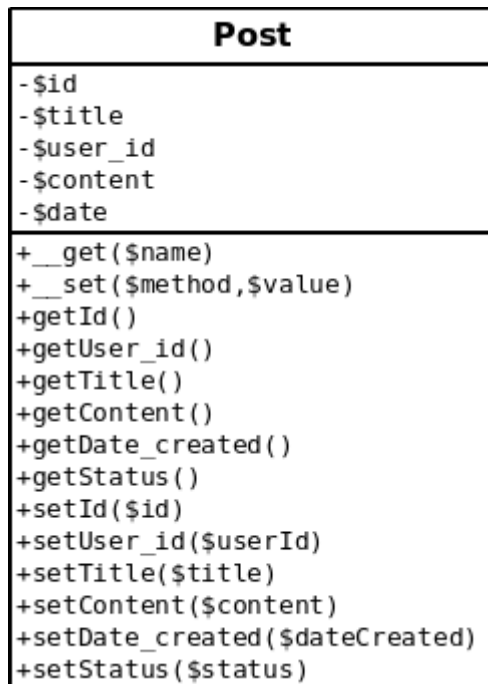 Post
-$id
-$title
-$user_id
-$content
-$date
+__get($name)
+__set($method,$value)
+getId()
+getUser_id()
+getTitle()
+getContent()
+getDate_created()
+getStatus()
+setId($id)
+setUser_id($userId)
+setTitle($title)
+setContent($content)
+setDate_created($dateCreated)
+setStatus($status)